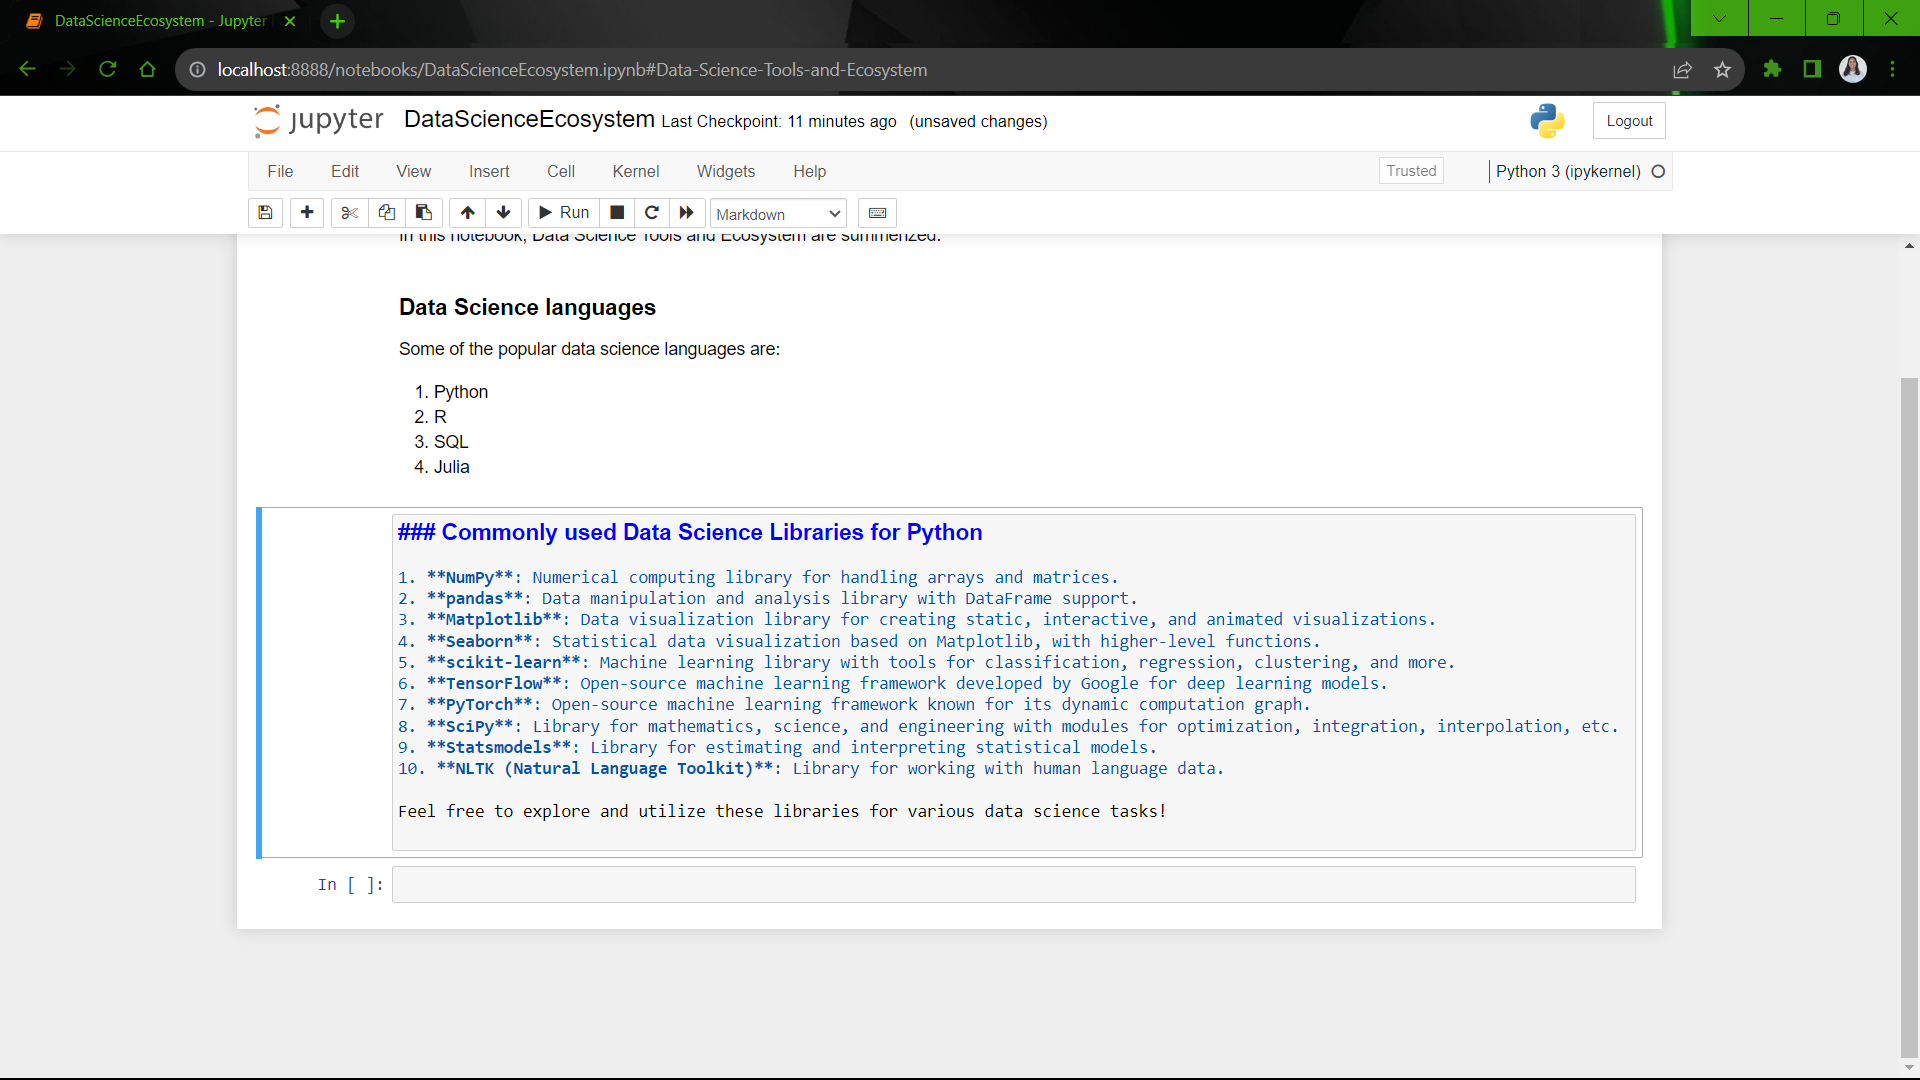 DataScienceEcosystem - Jupyter
localhost:8888/notebooks/DataScienceEcosystem.ipynb#Data-Science-Tools-and-Ecosystem
jupyter DataScienceEcosystem Last Checkpoint: 11 minutes ago (unsaved changes) Logout
File Edit View Insert Cell Kernel Widgets Help Trusted Python 3 (ipykernel)
Run Markdown
In this notebook, Data Science Tools and Ecosystem are summerized.
Data Science languages
Some of the popular data science languages are:
1. Python
2. R
3. SQL
4. Julia
### Commonly used Data Science Libraries for Python
1. **NumPy**: Numerical computing library for handling arrays and matrices.
2. **pandas**: Data manipulation and analysis library with DataFrame support.
3. **Matplotlib**: Data visualization library for creating static, interactive, and animated visualizations.
4. **Seaborn**: Statistical data visualization based on Matplotlib, with higher-level functions.
5. **scikit-learn**: Machine learning library with tools for classification, regression, clustering, and more.
6. **TensorFlow**: Open-source machine learning framework developed by Google for deep learning models.
7. **PyTorch**: Open-source machine learning framework known for its dynamic computation graph.
8. **SciPy**: Library for mathematics, science, and engineering with modules for optimization, integration, interpolation, etc.
9. **Statsmodels**: Library for estimating and interpreting statistical models.
10. **NLTK (Natural Language Toolkit)**: Library for working with human language data.
Feel free to explore and utilize these libraries for various data science tasks!
In [ ]: